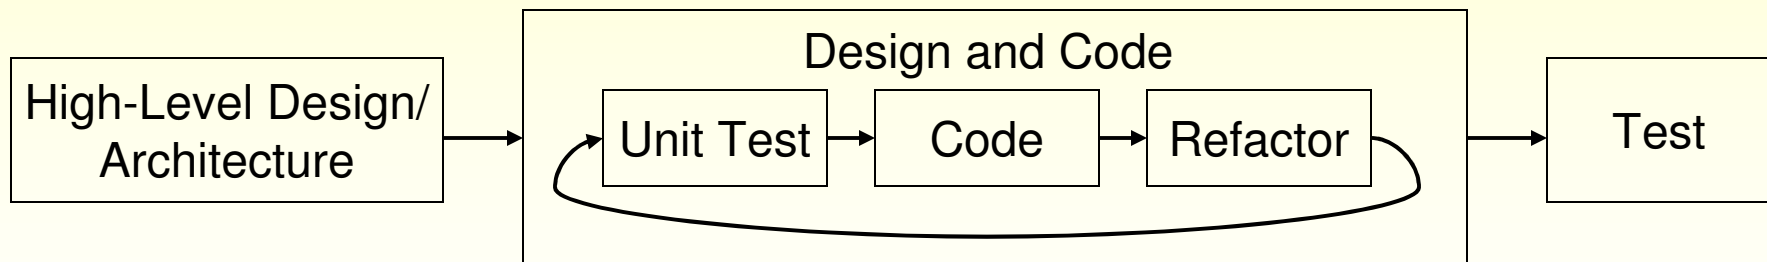 High-Level Design/
Architecture
Design and Code
Unit Test
Code
Refactor
Test